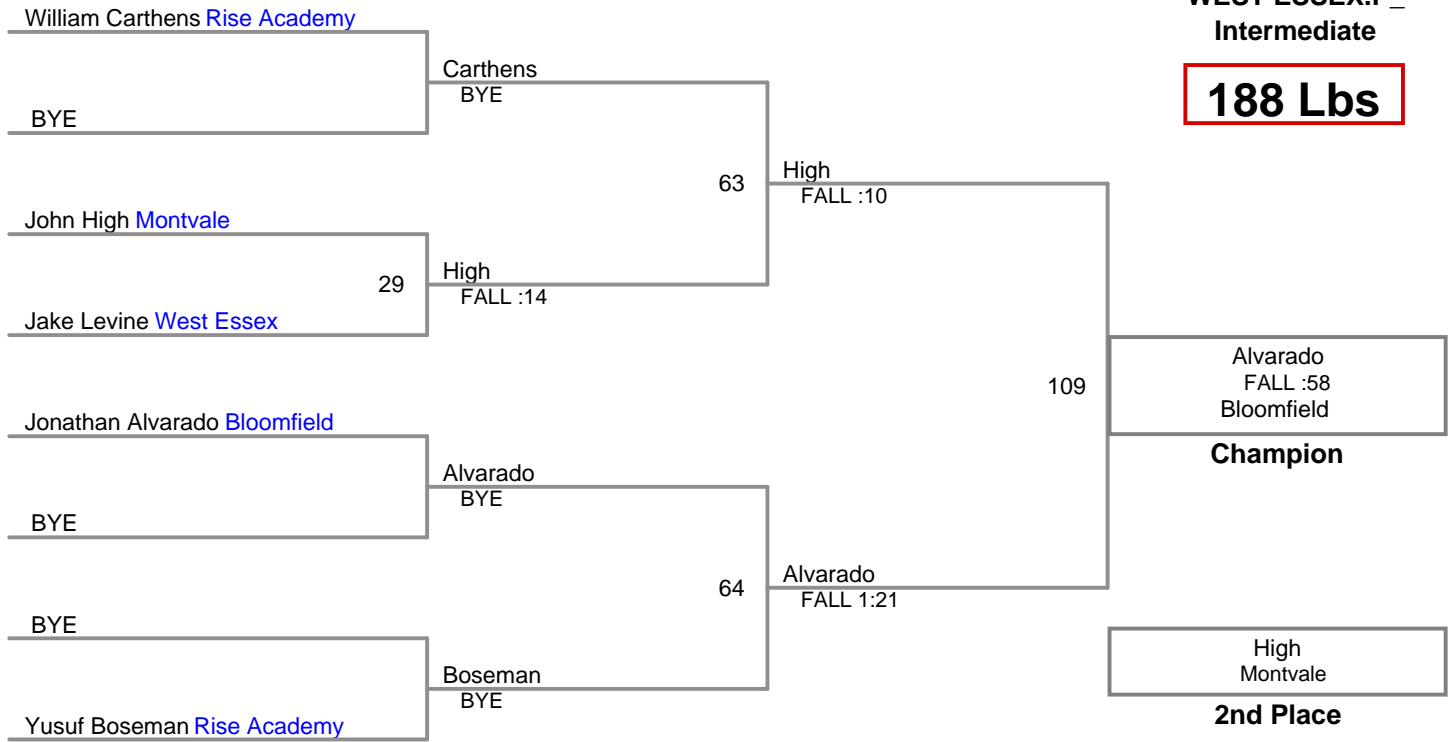 Intermediate
188 Lbs
William Carthens Rise Academy
Carthens
BYE
BYE
High
63
FALL :10
John High Montvale
High
29
FALL :14
Jake Levine West Essex
Alvarado
FALL :58
109
Bloomfield
Champion
Jonathan Alvarado Bloomfield
Alvarado
BYE
BYE
Alvarado
64
FALL 1:21
BYE
High
Montvale
2nd Place
Boseman
BYE
Yusuf Boseman Rise Academy